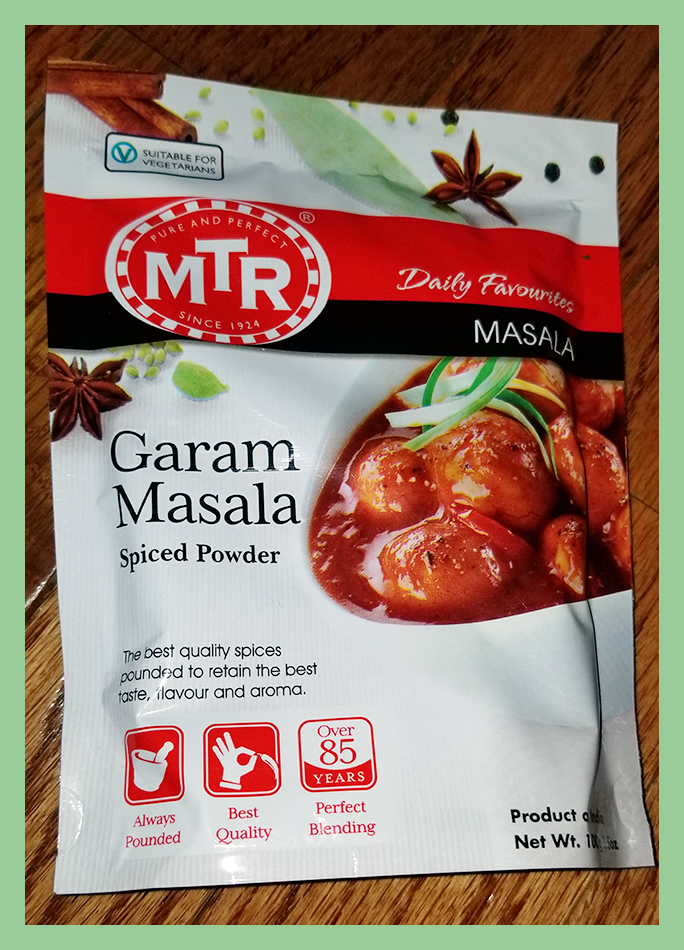 SUITABLE FOR
VEGETARIANS
PURE AND PERFECT
®
MTR
SINCE 1924
Daily Favourites
MASALA
Garam
Masala
Spiced Powder
The best quality spices
pounded to retain the best
taste, flavour and aroma.
Always
Pounded
Best
Quality
Over
85
YEARS
Perfect
Blending
Product
Net Wt.